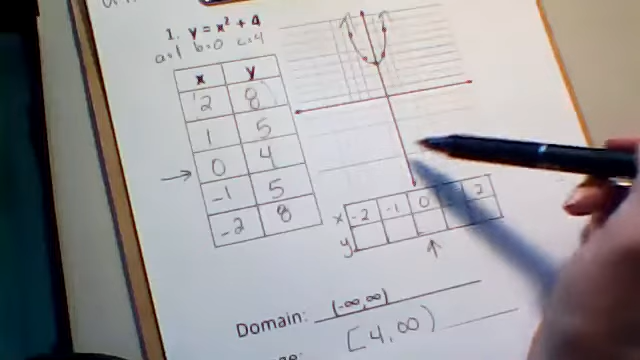 1. y = x² + 4
a=1 b=0 c=4
x y
2 8
1 5
→ 0 4
-1 5
-2 8
x -2 -1 0 2
y
Domain: (-∞,∞)
[4,∞)